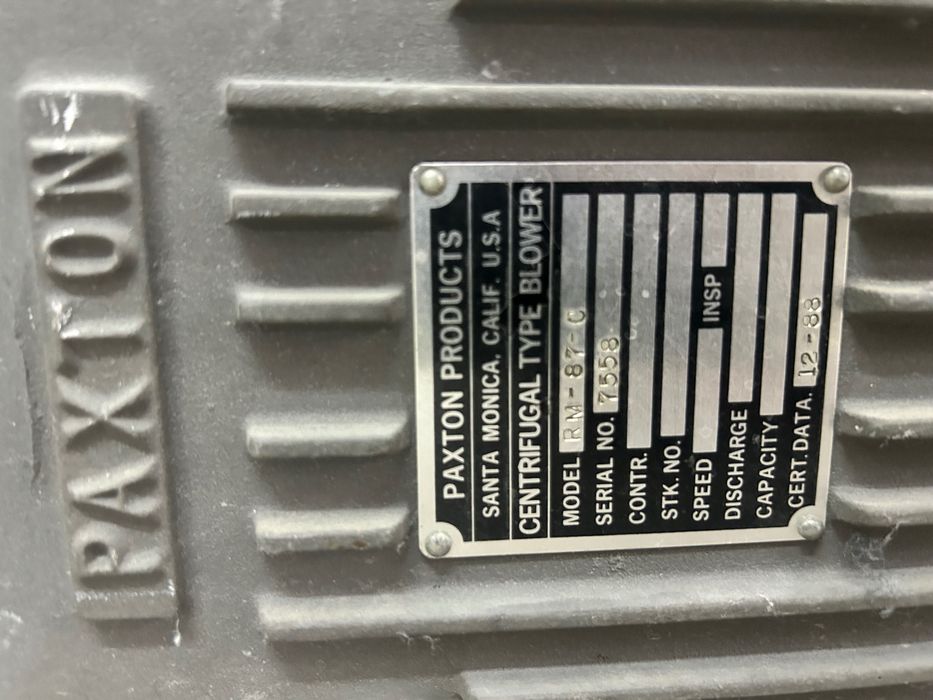 PAXTON
PAXTON PRODUCTS
SANTA MONICA, CALIF. U.S.A
CENTRIFUGAL TYPE BLOWER
MODEL RM-87-C
SERIAL NO. 7558
CONTR.
STK. NO.
SPEED INSP
DISCHARGE
CAPACITY
CERT. DATA. 12-88